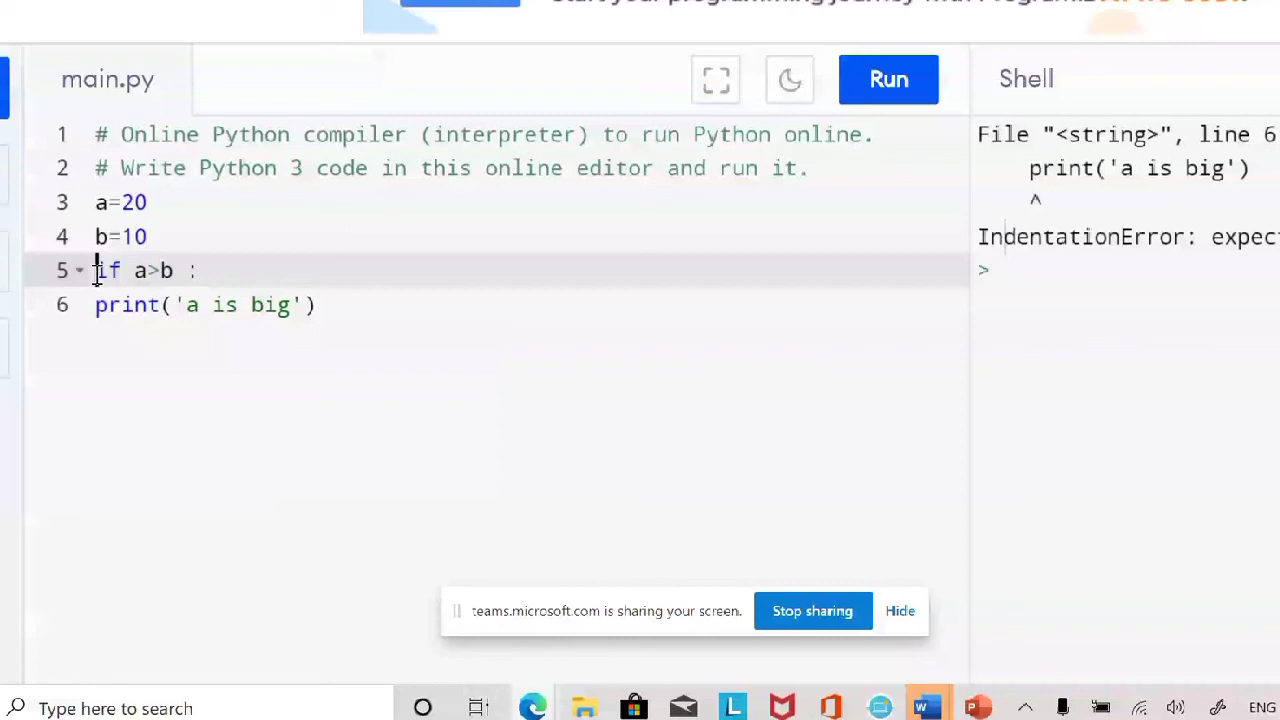 main.py
Run
Shell
1 # Online Python compiler (interpreter) to run Python online.
2 # Write Python 3 code in this online editor and run it.
3 a=20
4 b=10
5 if a>b :
6 print('a is big')
File "<string>", line 6
print('a is big')
^
IndentationError: expec
>
teams.microsoft.com is sharing your screen.
Stop sharing
Hide
Type here to search
ENG